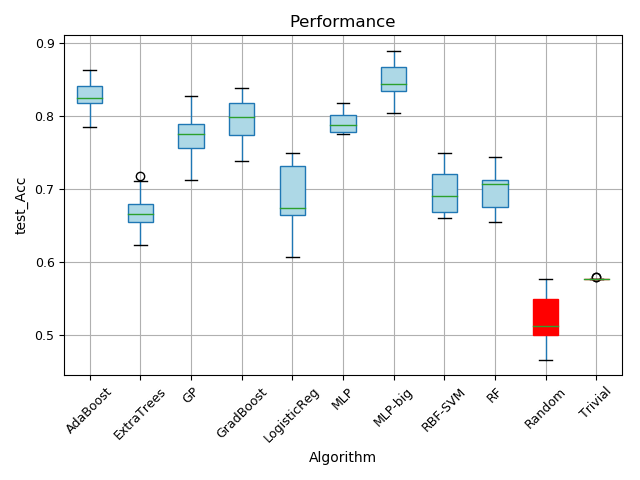 Performance
0.9
0.8
0.7
0.6
0.5
test_Acc
AdaBoost
ExtraTrees
GP
GradBoost
LogisticReg
MLP
MLP-big
RBF-SVM
RF
Random
Trivial
Algorithm